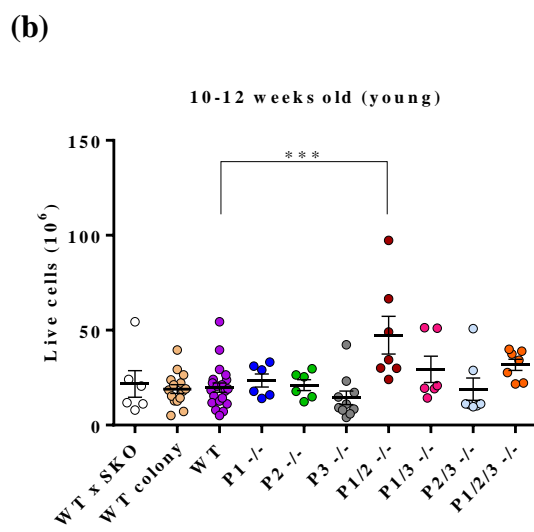 (b)
10-12 weeks old (young)
***
150
100
50
0
Live cells (10⁶)
WT x SKO
WT colony
WT
P1 -/-
P2 -/-
P3 -/-
P1/2 -/-
P1/3 -/-
P2/3 -/-
P1/2/3 -/-